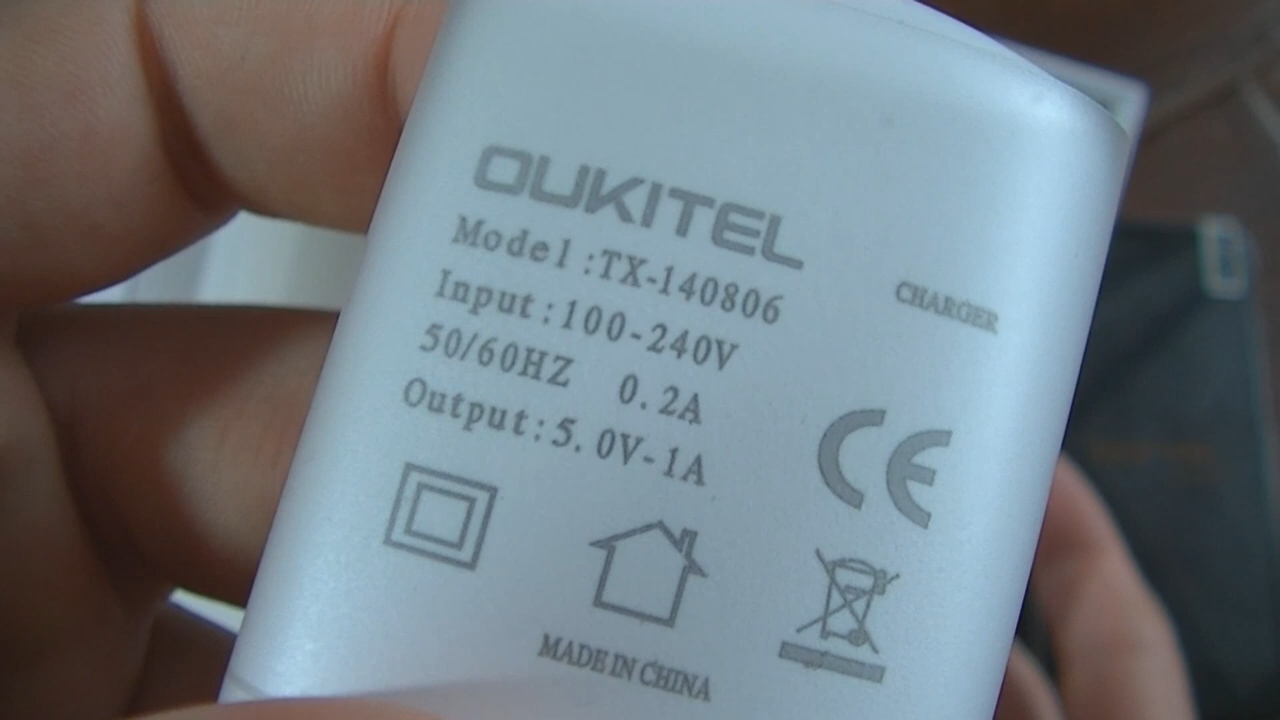 OUKITEL
Model:TX-140806
CHARGER
Input:100-240V
50/60HZ 0.2A
Output:5.0V-1A
CE
MADE IN CHINA